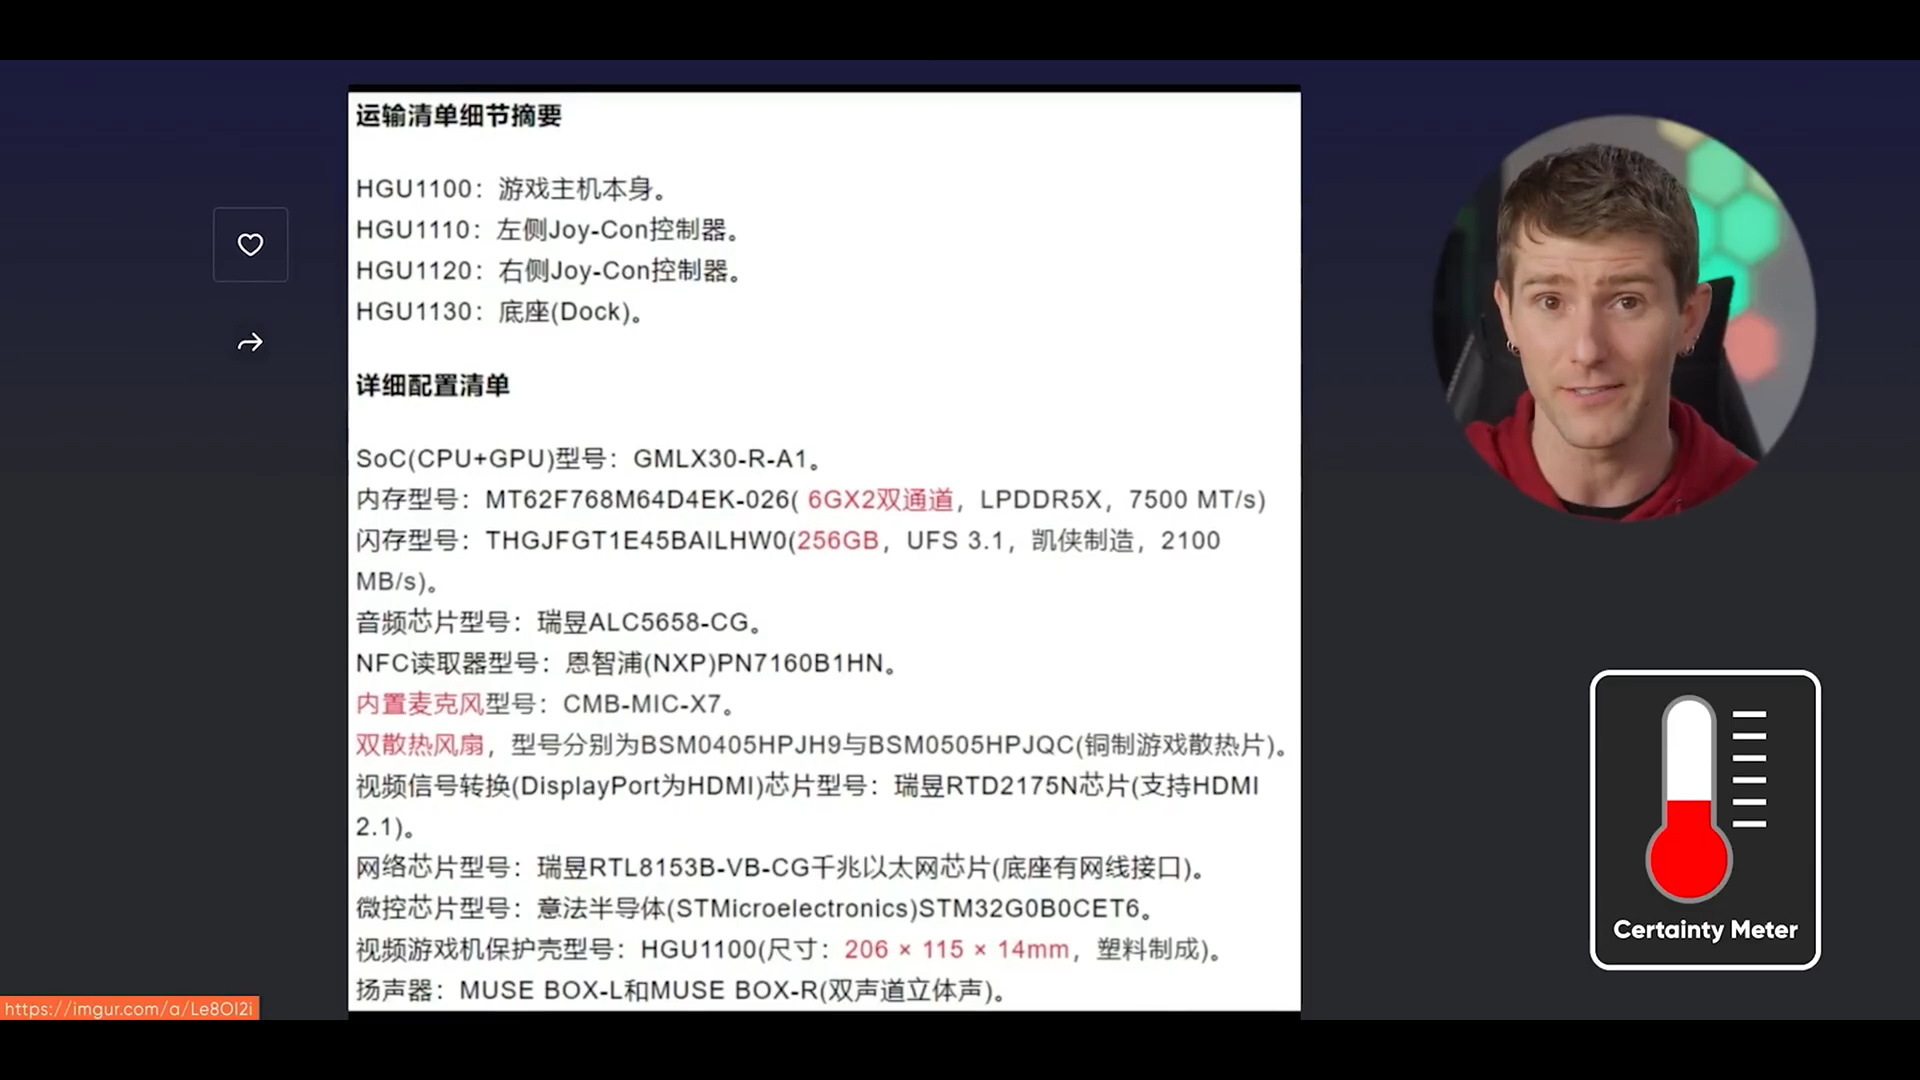 运输清单细节摘要
HGU1100：游戏主机本身。
HGU1110：左侧Joy-Con控制器。
HGU1120：右侧Joy-Con控制器。
HGU1130：底座(Dock)。
详细配置清单
SoC(CPU+GPU)型号：GMLX30-R-A1。
内存型号：MT62F768M64D4EK-026( 6GX2双通道，LPDDR5X，7500 MT/s)
闪存型号：THGJFGT1E45BAILHW0(256GB，UFS 3.1，凯侠制造，2100
MB/s)。
音频芯片型号：瑞昱ALC5658-CG。
NFC读取器型号：恩智浦(NXP)PN7160B1HN。
内置麦克风型号：CMB-MIC-X7。
双散热风扇，型号分别为BSM0405HPJH9与BSM0505HPJQC(铜制游戏散热片)。
视频信号转换(DisplayPort为HDMI)芯片型号：瑞昱RTD2175N芯片(支持HDMI
2.1)。
网络芯片型号：瑞昱RTL8153B-VB-CG千兆以太网芯片(底座有网线接口)。
微控芯片型号：意法半导体(STMicroelectronics)STM32G0B0CET6。
视频游戏机保护壳型号：HGU1100(尺寸：206 × 115 × 14mm，塑料制成)。
扬声器：MUSE BOX-L和MUSE BOX-R(双声道立体声)。
Certainty Meter
https://imgur.com/a/Le8OI2i